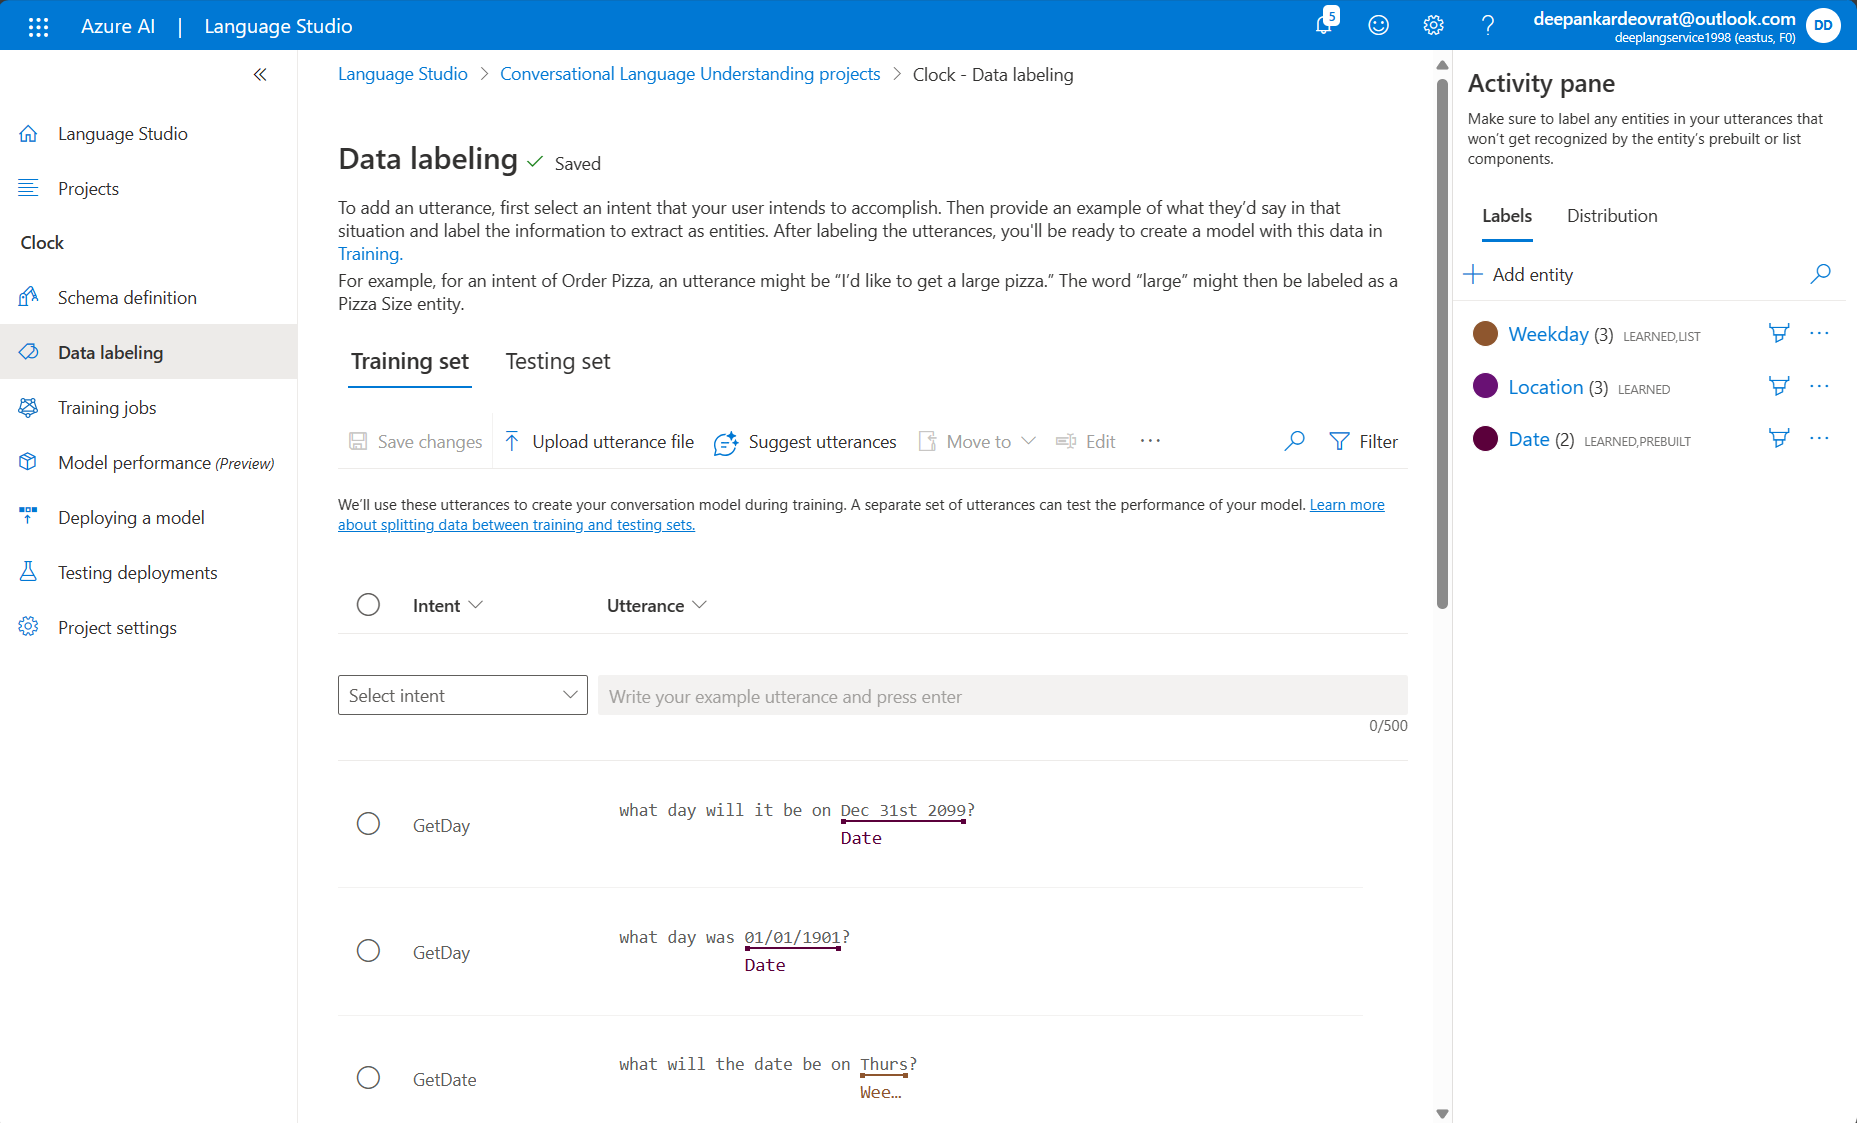 Azure AI | Language Studio
5
deepankardeovrat@outlook.com
deeplangservice1998 (eastus, F0)
DD
Language Studio
Projects
Clock
Schema definition
Data labeling
Training jobs
Model performance (Preview)
Deploying a model
Testing deployments
Project settings
Language Studio > Conversational Language Understanding projects > Clock - Data labeling
Data labeling Saved
To add an utterance, first select an intent that your user intends to accomplish. Then provide an example of what they’d say in that
situation and label the information to extract as entities. After labeling the utterances, you'll be ready to create a model with this data in
Training.
For example, for an intent of Order Pizza, an utterance might be “I’d like to get a large pizza.” The word “large” might then be labeled as a
Pizza Size entity.
Training set Testing set
Save changes Upload utterance file Suggest utterances Move to Edit ··· Filter
We’ll use these utterances to create your conversation model during training. A separate set of utterances can test the performance of your model. Learn more
about splitting data between training and testing sets.
Intent Utterance
Select intent Write your example utterance and press enter
0/500
GetDay what day will it be on Dec 31st 2099?
Date
GetDay what day was 01/01/1901?
Date
GetDate what will the date be on Thurs?
Wee…
Activity pane
Make sure to label any entities in your utterances that
won’t get recognized by the entity’s prebuilt or list
components.
Labels Distribution
Add entity
Weekday (3) LEARNED,LIST
Location (3) LEARNED
Date (2) LEARNED,PREBUILT